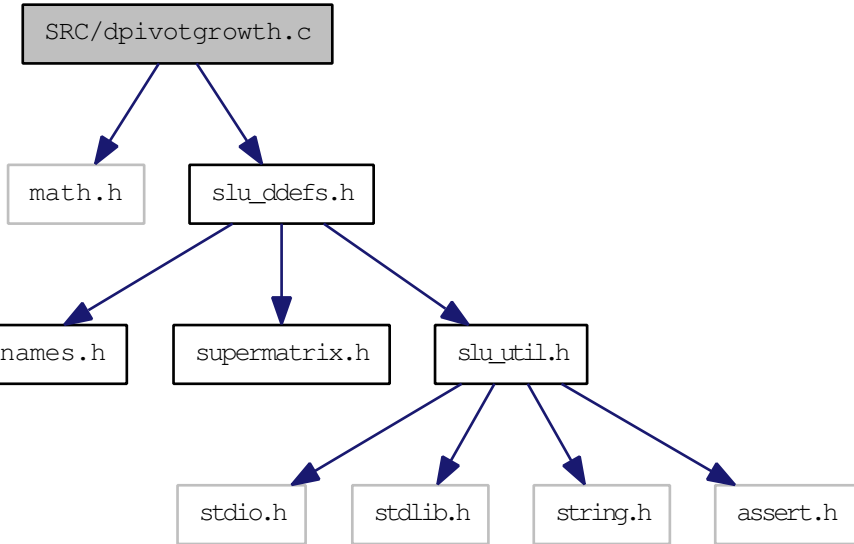 SRC/dpivotgrowth.c
math.h
slu_ddefs.h
names.h
supermatrix.h
slu_util.h
stdio.h
stdlib.h
string.h
assert.h